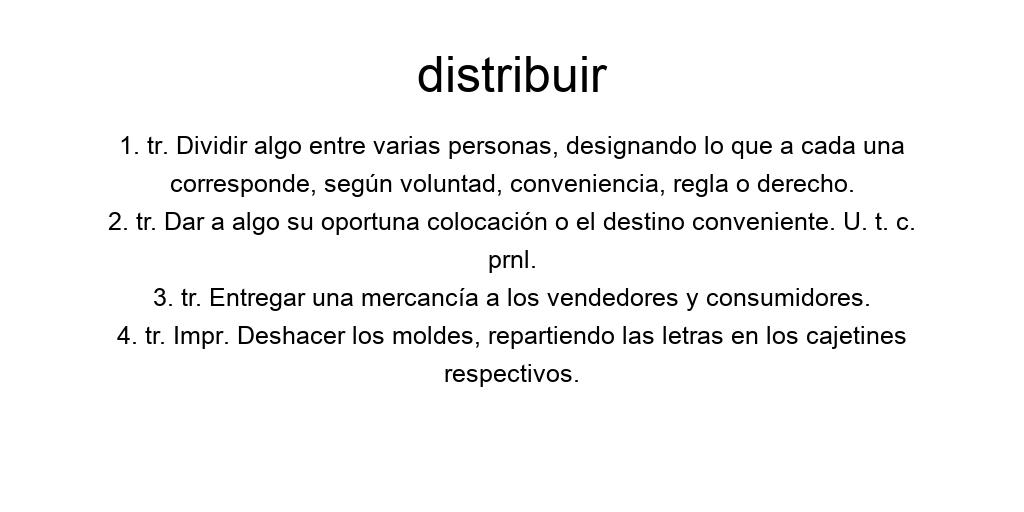 distribuir
1. tr. Dividir algo entre varias personas, designando lo que a cada una
corresponde, según voluntad, conveniencia, regla o derecho.
2. tr. Dar a algo su oportuna colocación o el destino conveniente. U. t. c.
prnl.
3. tr. Entregar una mercancía a los vendedores y consumidores.
4. tr. Impr. Deshacer los moldes, repartiendo las letras en los cajetines
respectivos.